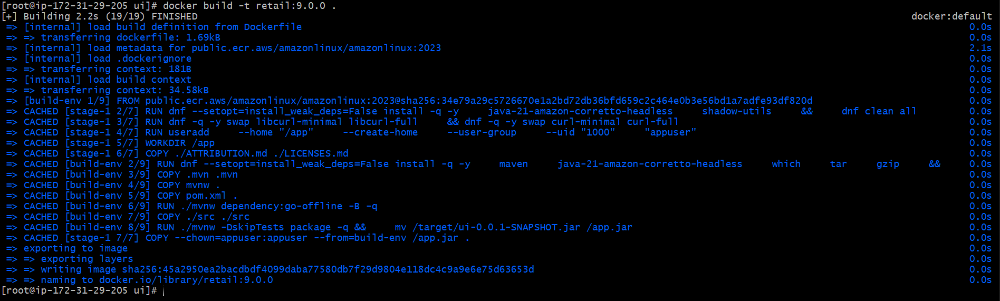 [root@ip-172-31-29-205 ui]# docker build -t retail:9.0.0 .
[+] Building 2.2s (19/19) FINISHED docker:default
=> [internal] load build definition from Dockerfile 0.0s
=> => transferring dockerfile: 1.69kB 0.0s
=> [internal] load metadata for public.ecr.aws/amazonlinux/amazonlinux:2023 2.1s
=> [internal] load .dockerignore 0.0s
=> => transferring context: 181B 0.0s
=> [internal] load build context 0.0s
=> => transferring context: 34.58kB 0.0s
=> [build-env 1/9] FROM public.ecr.aws/amazonlinux/amazonlinux:2023@sha256:34e79a29c5726670e1a2bd72db36bfd659c2c464e0b3e56bd1a7adfe93df820d 0.0s
=> CACHED [stage-1 2/7] RUN dnf --setopt=install_weak_deps=False install -q -y     java-21-amazon-corretto-headless     shadow-utils     &&     dnf clean all 0.0s
=> CACHED [stage-1 3/7] RUN dnf -q -y swap libcurl-minimal libcurl-full     && dnf -q -y swap curl-minimal curl-full 0.0s
=> CACHED [stage-1 4/7] RUN useradd     --home "/app"     --create-home     --user-group     --uid "1000"     "appuser" 0.0s
=> CACHED [stage-1 5/7] WORKDIR /app 0.0s
=> CACHED [stage-1 6/7] COPY ./ATTRIBUTION.md ./LICENSES.md 0.0s
=> CACHED [build-env 2/9] RUN dnf --setopt=install_weak_deps=False install -q -y     maven     java-21-amazon-corretto-headless     which     tar     gzip     && 0.0s
=> CACHED [build-env 3/9] COPY .mvn .mvn 0.0s
=> CACHED [build-env 4/9] COPY mvnw . 0.0s
=> CACHED [build-env 5/9] COPY pom.xml . 0.0s
=> CACHED [build-env 6/9] RUN ./mvnw dependency:go-offline -B -q 0.0s
=> CACHED [build-env 7/9] COPY ./src ./src 0.0s
=> CACHED [build-env 8/9] RUN ./mvnw -DskipTests package -q &&     mv /target/ui-0.0.1-SNAPSHOT.jar /app.jar 0.0s
=> CACHED [stage-1 7/7] COPY --chown=appuser:appuser --from=build-env /app.jar . 0.0s
=> exporting to image 0.0s
=> => exporting layers 0.0s
=> => writing image sha256:45a2950ea2bacdbdf4099daba77580db7f29d9804e118dc4c9a9e6e75d63653d 0.0s
=> => naming to docker.io/library/retail:9.0.0 0.0s
[root@ip-172-31-29-205 ui]#